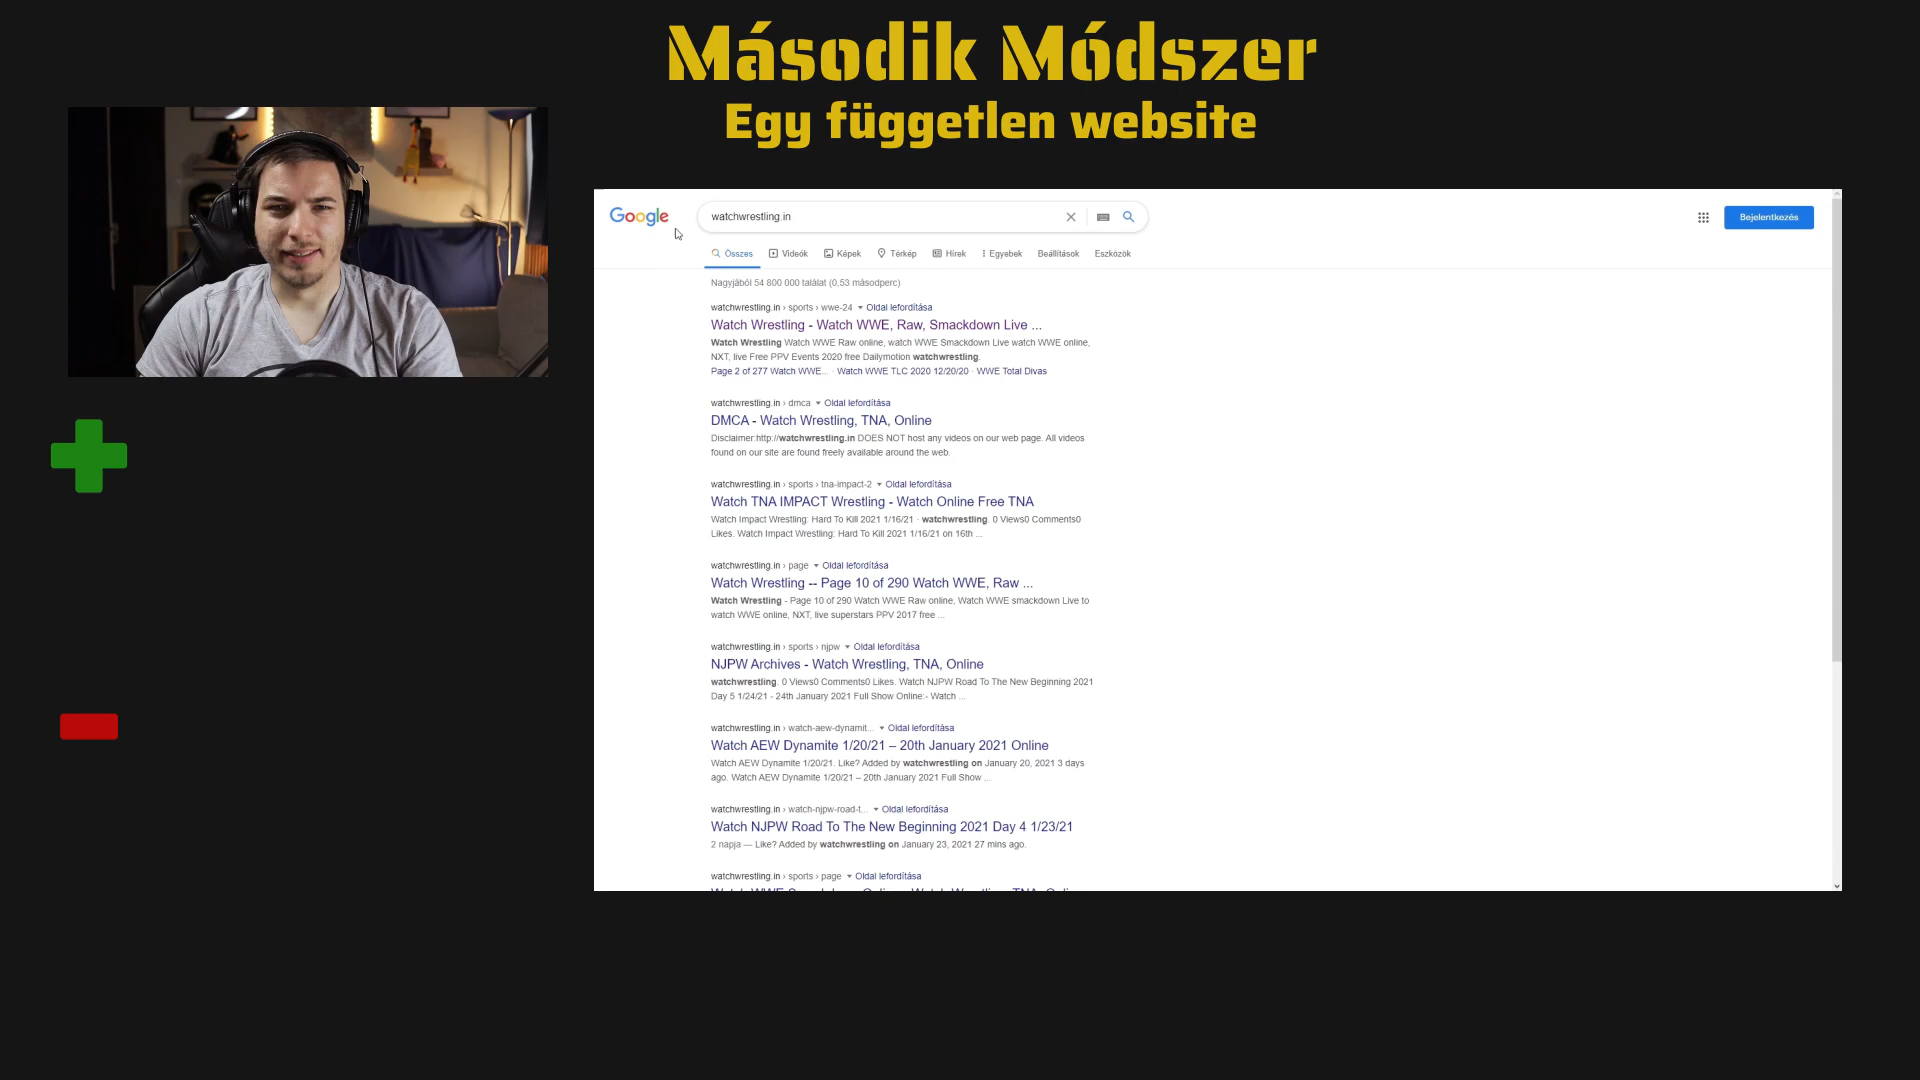 Második Módszer
Egy független website
Google
watchwrestling.in
Bejelentkezés
Összes Videók Képek Térkép Hírek Egyebek Beállítások Eszközök
Nagyjából 54 800 000 találat (0,53 másodperc)
watchwrestling.in › sports › wwe-24 Oldal lefordítása
Watch Wrestling - Watch WWE, Raw, Smackdown Live ...
Watch Wrestling Watch WWE Raw online, watch WWE Smackdown Live watch WWE online,
NXT, live Free PPV Events 2020 free Dailymotion watchwrestling.
Page 2 of 277 Watch WWE... · Watch WWE TLC 2020 12/20/20 · WWE Total Divas
watchwrestling.in › dmca Oldal lefordítása
DMCA - Watch Wrestling, TNA, Online
Disclaimer:http://watchwrestling.in DOES NOT host any videos on our web page. All videos
found on our site are found freely available around the web.
watchwrestling.in › sports › tna-impact-2 Oldal lefordítása
Watch TNA IMPACT Wrestling - Watch Online Free TNA
Watch Impact Wrestling: Hard To Kill 2021 1/16/21 · watchwrestling. 0 Views0 Comments0
Likes. Watch Impact Wrestling: Hard To Kill 2021 1/16/21 on 16th ...
watchwrestling.in › page Oldal lefordítása
Watch Wrestling -- Page 10 of 290 Watch WWE, Raw ...
Watch Wrestling - Page 10 of 290 Watch WWE Raw online, Watch WWE smackdown Live to
watch WWE online, NXT, live superstars PPV 2017 free ...
watchwrestling.in › sports › njpw Oldal lefordítása
NJPW Archives - Watch Wrestling, TNA, Online
watchwrestling. 0 Views0 Comments0 Likes. Watch NJPW Road To The New Beginning 2021
Day 5 1/24/21 - 24th January 2021 Full Show Online:- Watch ...
watchwrestling.in › watch-aew-dynamit... Oldal lefordítása
Watch AEW Dynamite 1/20/21 – 20th January 2021 Online
Watch AEW Dynamite 1/20/21. Like? Added by watchwrestling on January 20, 2021 3 days
ago. Watch AEW Dynamite 1/20/21 – 20th January 2021 Full Show ...
watchwrestling.in › watch-njpw-road-t... Oldal lefordítása
Watch NJPW Road To The New Beginning 2021 Day 4 1/23/21
2 napja — Like? Added by watchwrestling on January 23, 2021 27 mins ago.
watchwrestling.in › sports › page Oldal lefordítása